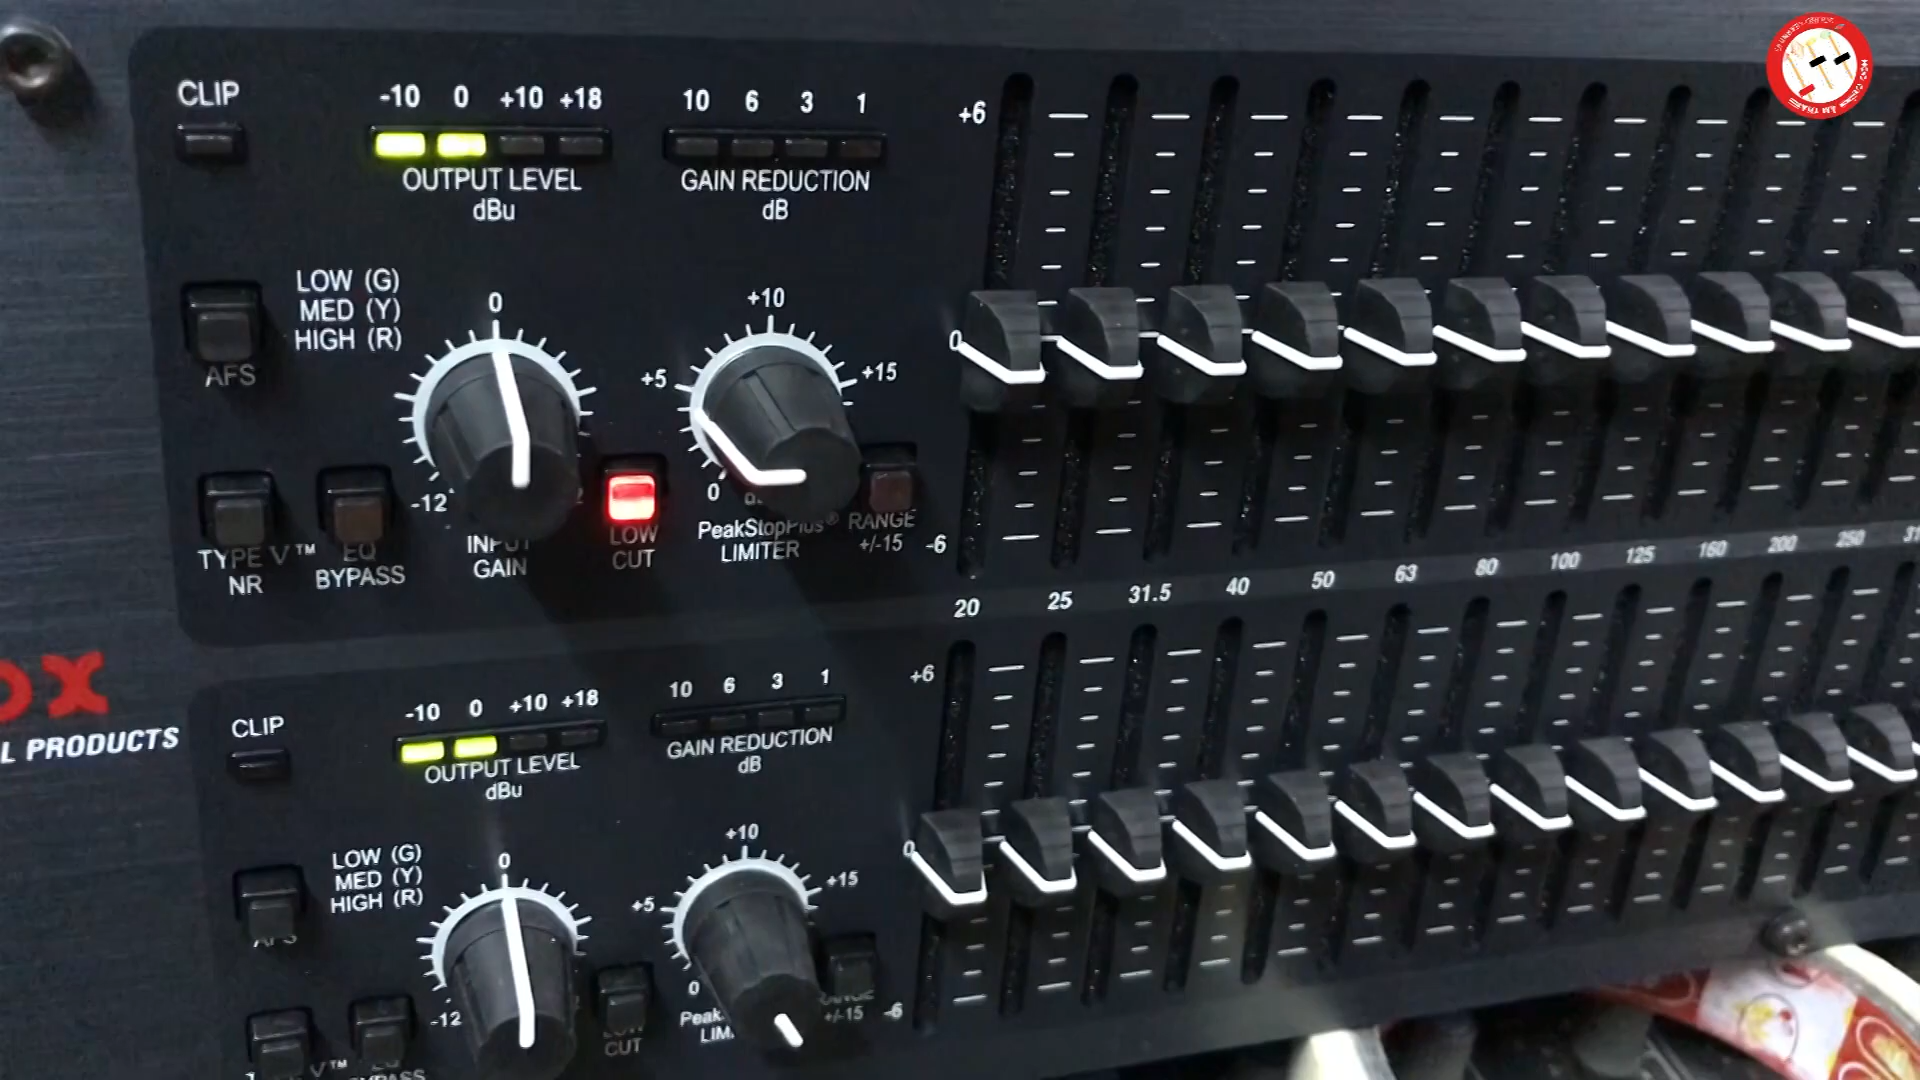 CLIP
-10 0 +10 +18
OUTPUT LEVEL
dBu
10 6 3 1
GAIN REDUCTION
dB
+6
LOW (G)
MED (Y)
HIGH (R)
AFS
0
+10
+5
+15
0
-12
0
INPUT
GAIN
LOW
CUT
PeakStopPlus®
LIMITER
RANGE
+/-15
-6
TYPE V™
NR
EQ
BYPASS
20 25 31.5 40 50 63 80 100 125 160 200 250
L PRODUCTS
CLIP
-10 0 +10 +18
OUTPUT LEVEL
dBu
10 6 3 1
GAIN REDUCTION
dB
+6
LOW (G)
MED (Y)
HIGH (R)
AFS
0
+10
+5
+15
0
-12
0
CUT
+/-15
-6